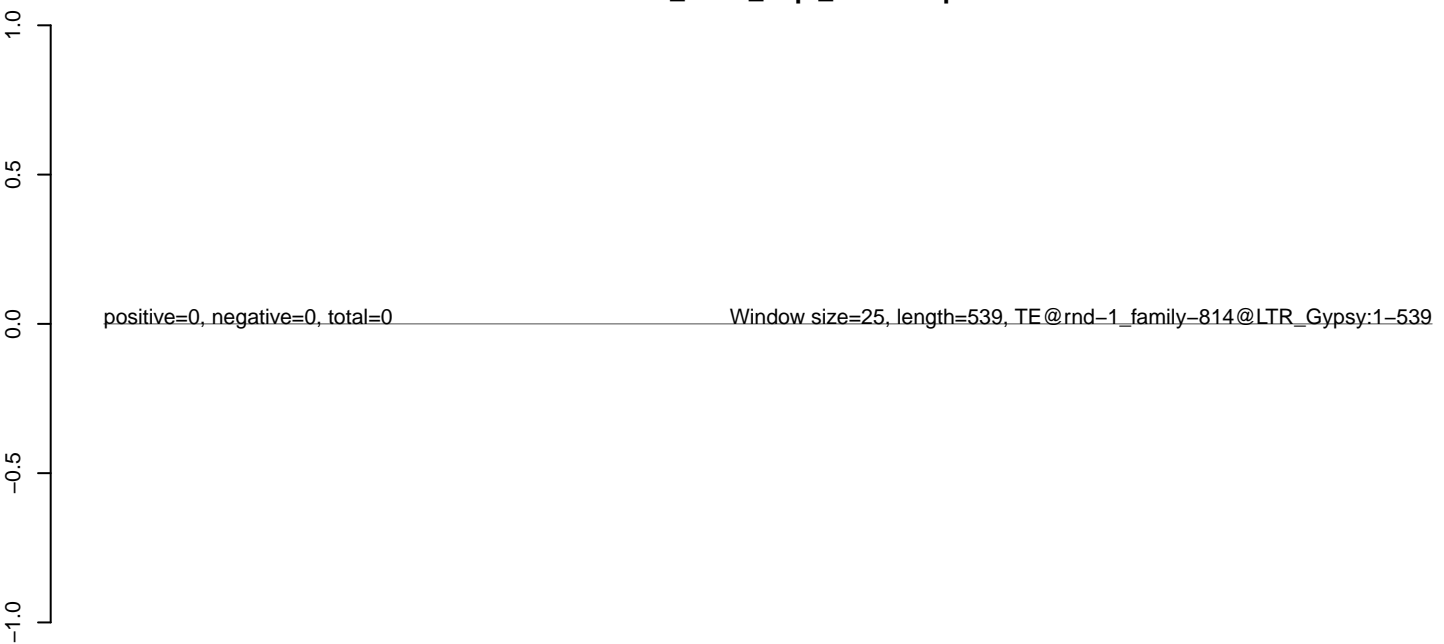 1.0
0.5
0.0
−0.5
−1.0
positive=0, negative=0, total=0
Window size=25, length=539, TE@rnd−1_family−814@LTR_Gypsy:1−539